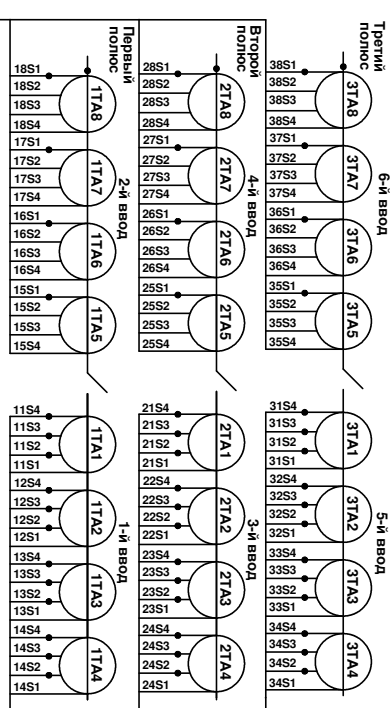 Первый
полюс
18S1
18S2
18S3
18S4
1TA8
17S1
17S2
17S3
17S4
1TA7
2-й ввод
16S1
16S2
16S3
16S4
1TA6
15S1
15S2
15S3
15S4
1TA5
11S4
11S3
11S2
11S1
1TA1
12S4
12S3
12S2
12S1
1TA2
1-й ввод
13S4
13S3
13S2
13S1
1TA3
14S4
14S3
14S2
14S1
1TA4
Второй
полюс
28S1
28S2
28S3
28S4
2TA8
27S1
27S2
27S3
27S4
2TA7
4-й ввод
26S1
26S2
26S3
26S4
2TA6
25S1
25S2
25S3
25S4
2TA5
21S4
21S3
21S2
21S1
2TA1
22S4
22S3
22S2
22S1
2TA2
3-й ввод
23S4
23S3
23S2
23S1
2TA3
24S4
24S3
24S2
24S1
2TA4
Третий
полюс
38S1
38S2
38S3
38S4
3TA8
37S1
37S2
37S3
37S4
3TA7
6-й ввод
36S1
36S2
36S3
36S4
3TA6
35S1
35S2
35S3
35S4
3TA5
31S4
31S3
31S2
31S1
3TA1
32S4
32S3
32S2
32S1
3TA2
5-й ввод
33S4
33S3
33S2
33S1
3TA3
34S4
34S3
34S2
34S1
3TA4